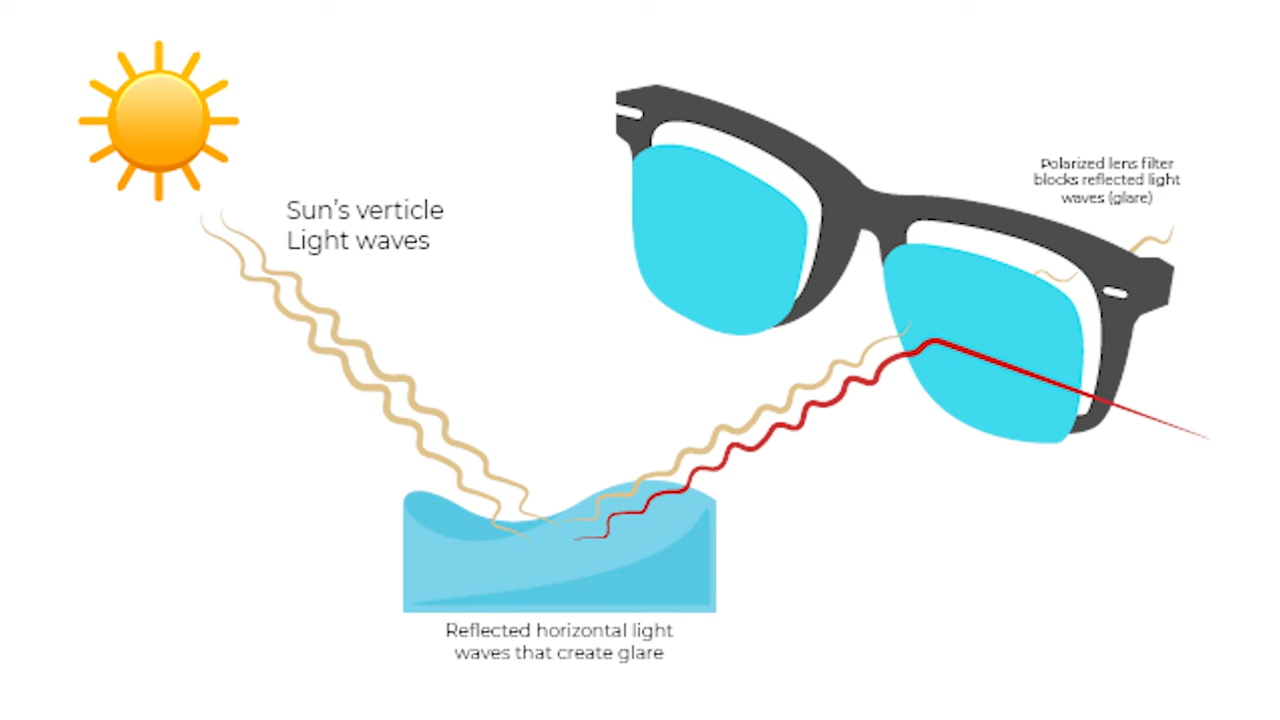 Sun's verticle
Light waves
Polarized lens filter
blocks reflected light
waves (glare)
Reflected horizontal light
waves that create glare